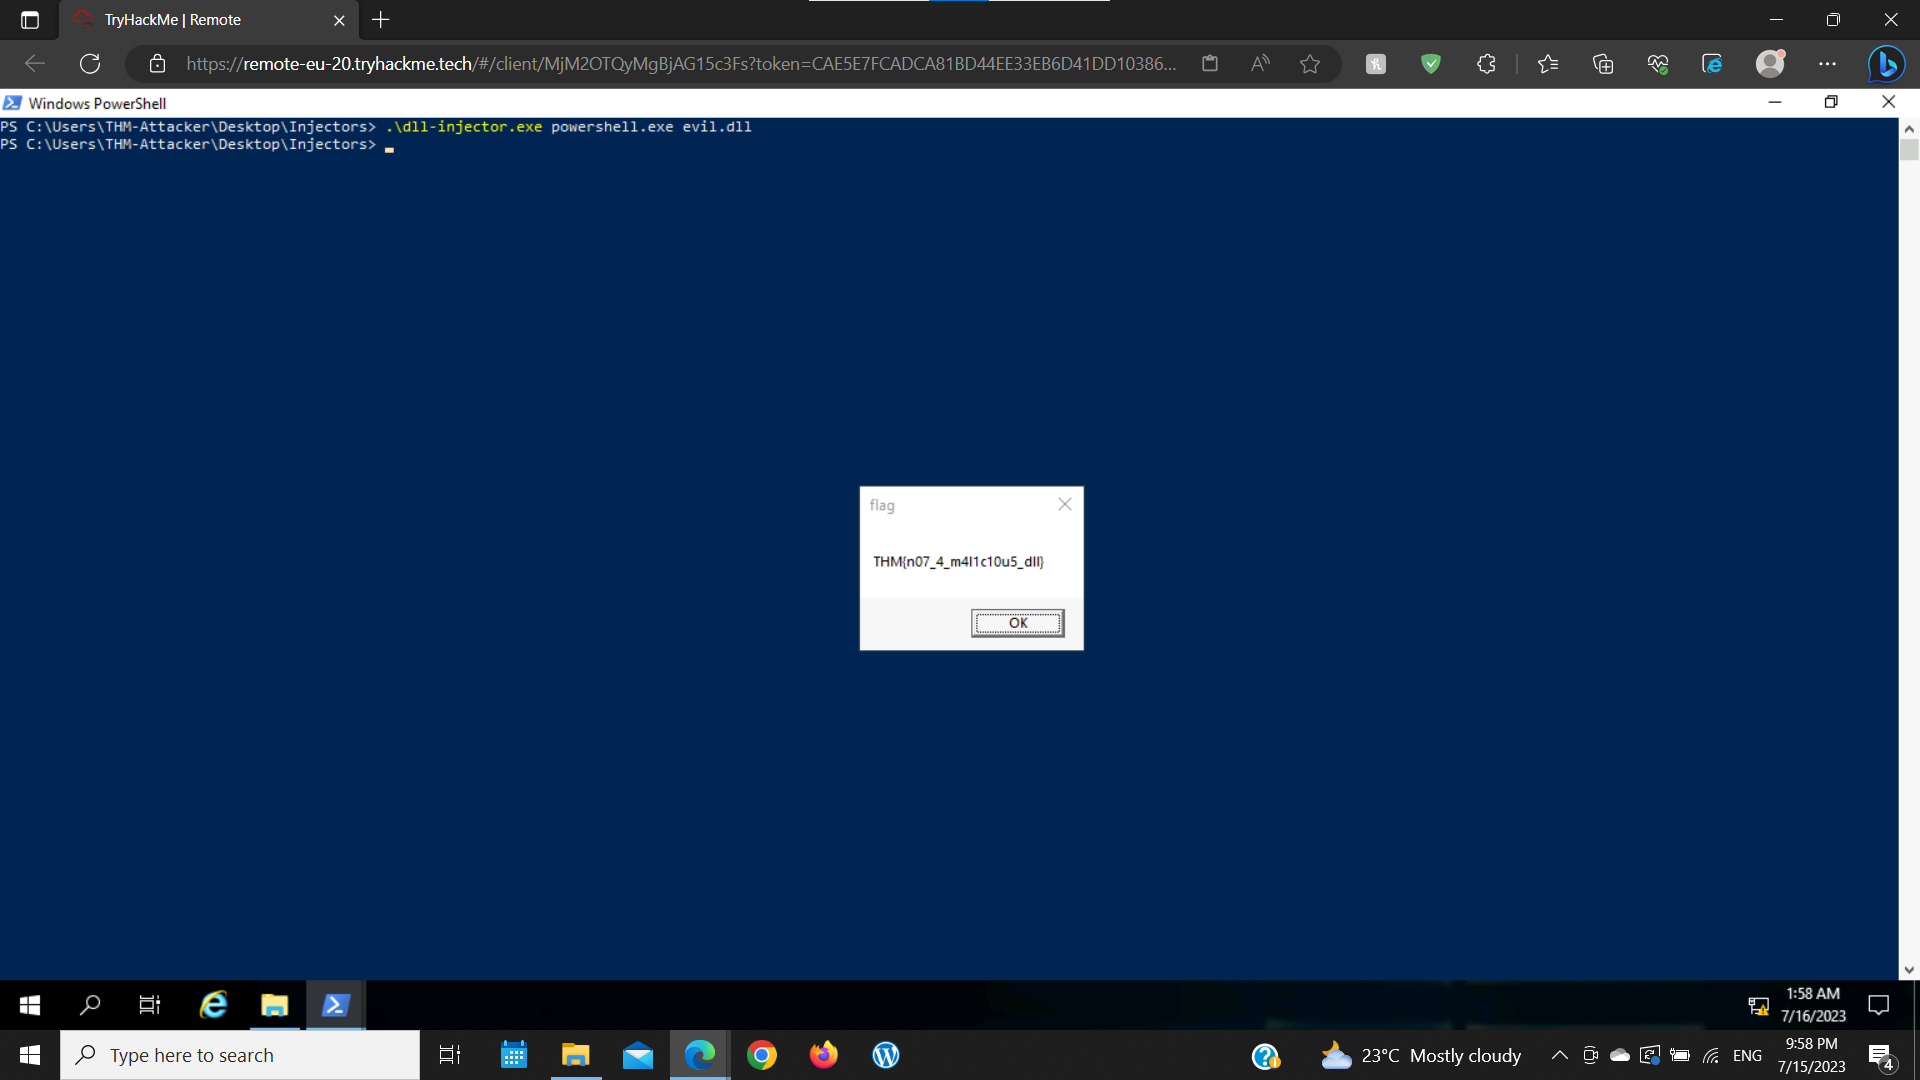 TryHackMe | Remote
https://remote-eu-20.tryhackme.tech/#/client/MjM2OTQyMgBjAG15c3Fs?token=CAE5E7FCADCA81BD44EE33EB6D41DD10386...
Windows PowerShell
PS C:\Users\THM-Attacker\Desktop\Injectors> .\dll-injector.exe powershell.exe evil.dll
PS C:\Users\THM-Attacker\Desktop\Injectors>
flag
THM{n07_4_m4l1c10u5_dll}
OK
1:58 AM
7/16/2023
Type here to search
23°C Mostly cloudy
ENG
9:58 PM
7/15/2023
4